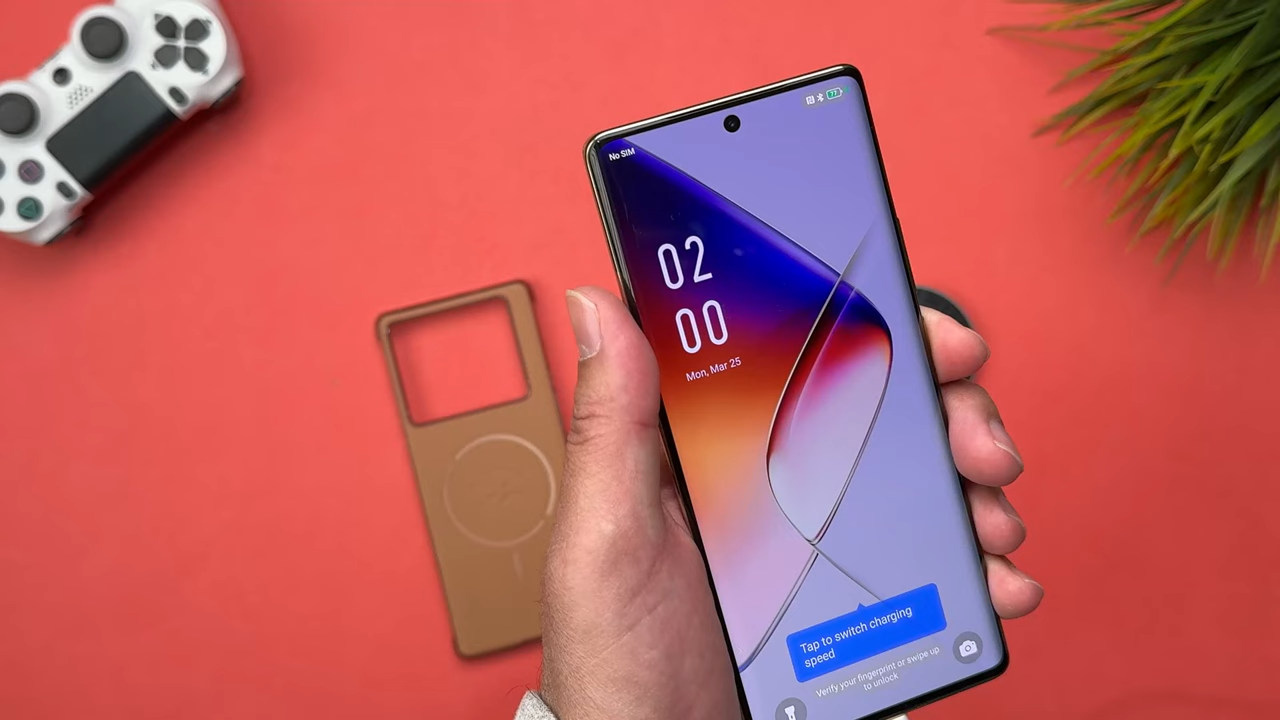 77
No SIM
02
00
Mon, Mar 25
Tap to switch charging
speed
Verify your fingerprint or swipe up
to unlock